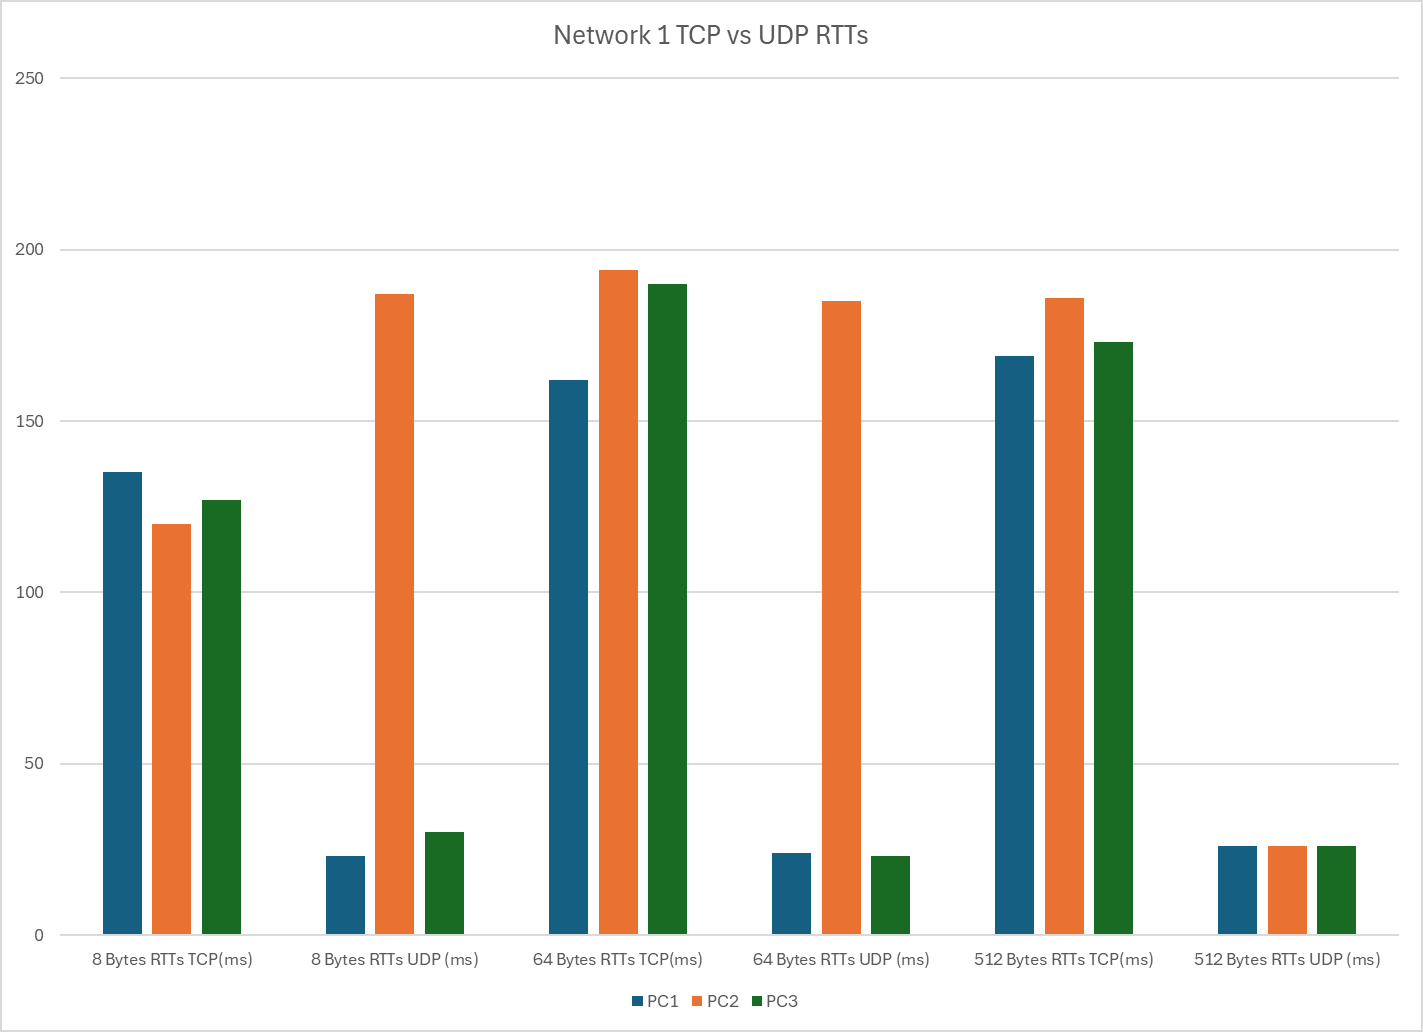 Network 1 TCP vs UDP RTTs
250
200
150
100
50
0
8 Bytes RTTs TCP(ms) 8 Bytes RTTs UDP (ms) 64 Bytes RTTs TCP(ms) 64 Bytes RTTs UDP (ms) 512 Bytes RTTs TCP(ms) 512 Bytes RTTs UDP (ms)
PC1 PC2 PC3